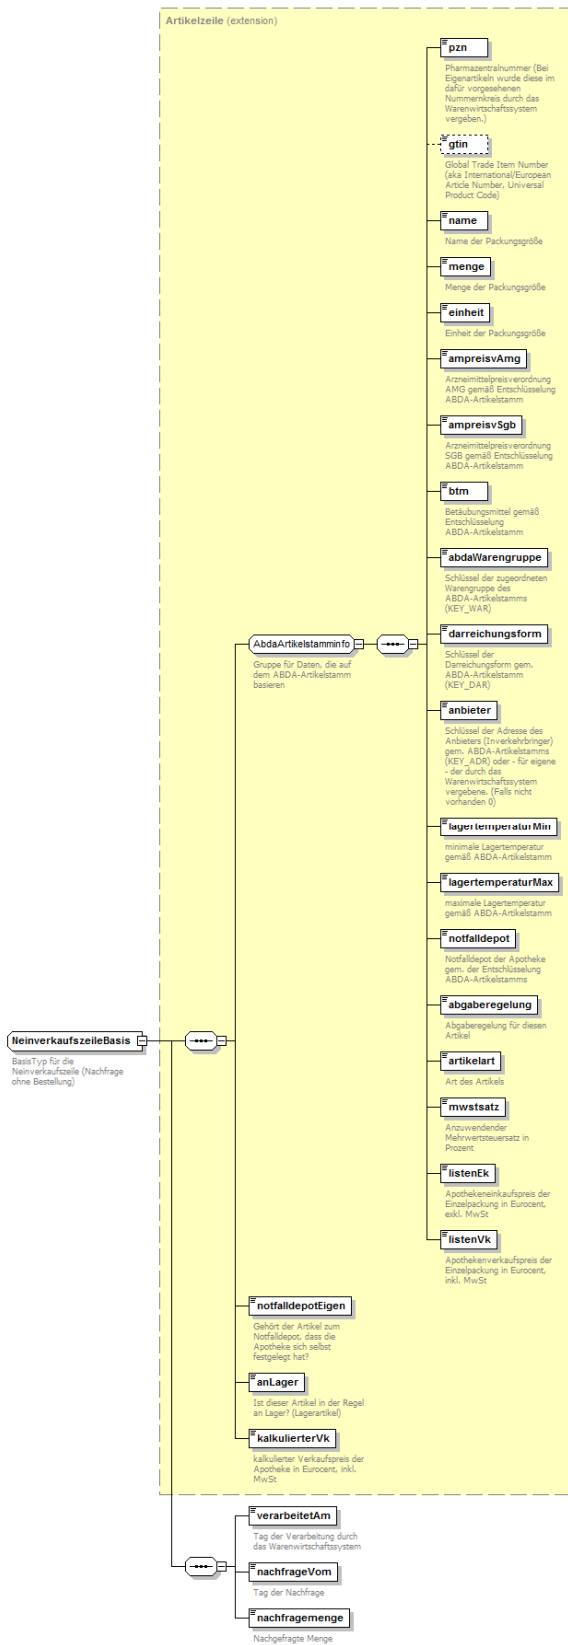 Artikelzeile (extension)
pzn
Pharmazentralnummer (Bei
Eigenartikeln wurde diese im
dafür vorgesehenen
Nummernkreis durch das
Warenwirtschaftssystem
vergeben.)
gtin
Global Trade Item Number
(aka International/European
Article Number, Universal
Product Code)
name
Name der Packungsgröße
menge
Menge der Packungsgröße
einheit
Einheit der Packungsgröße
ampreisvAmg
Arzneimittelpreisverordnung
AMG gemäß Entschlüsselung
ABDA-Artikelstamm
ampreisvSgb
Arzneimittelpreisverordnung
SGB gemäß Entschlüsselung
ABDA-Artikelstamm
btm
Betäubungsmittel gemäß
Entschlüsselung
ABDA-Artikelstamm
abdaWarengruppe
Schlüssel der zugeordneten
Warengruppe des
ABDA-Artikelstamms
(KEY_WAR)
AbdaArtikelstamminfo
Gruppe für Daten, die auf
dem ABDA-Artikelstamm
basieren
darreichungsform
Schlüssel der
Darreichungsform gem.
ABDA-Artikelstamm
(KEY_DAR)
anbieter
Schlüssel der Adresse des
Anbieters (Inverkehrbringer)
gem. ABDA-Artikelstamms
(KEY_ADR) oder - für eigene
- der durch das
Warenwirtschaftssystem
vergebene. (Falls nicht
vorhanden 0)
lagertemperaturMin
minimale Lagertemperatur
gemäß ABDA-Artikelstamm
lagertemperaturMax
maximale Lagertemperatur
gemäß ABDA-Artikelstamm
notfalldepot
Notfalldepot der Apotheke
gem. der Entschlüsselung
ABDA-Artikelstamms
abgaberegelung
Abgaberegelung für diesen
Artikel
NeinverkaufszeileBasis
BasisTyp für die
Neinverkaufszeile (Nachfrage
ohne Bestellung)
artikelart
Art des Artikels
mwstsatz
Anzuwendender
Mehrwertsteuersatz in
Prozent
listenEk
Apothekeneinkaufspreis der
Einzelpackung in Eurocent,
exkl. MwSt
listenVk
Apothekenverkaufspreis der
Einzelpackung in Eurocent,
inkl. MwSt
notfalldepotEigen
Gehört der Artikel zum
Notfalldepot, dass die
Apotheke sich selbst
festgelegt hat?
anLager
Ist dieser Artikel in der Regel
an Lager? (Lagerartikel)
kalkulierterVk
kalkulierter Verkaufspreis der
Apotheke in Eurocent, inkl.
MwSt
verarbeitetAm
Tag der Verarbeitung durch
das Warenwirtschaftssystem
nachfrageVom
Tag der Nachfrage
nachfragemenge
Nachgefragte Menge